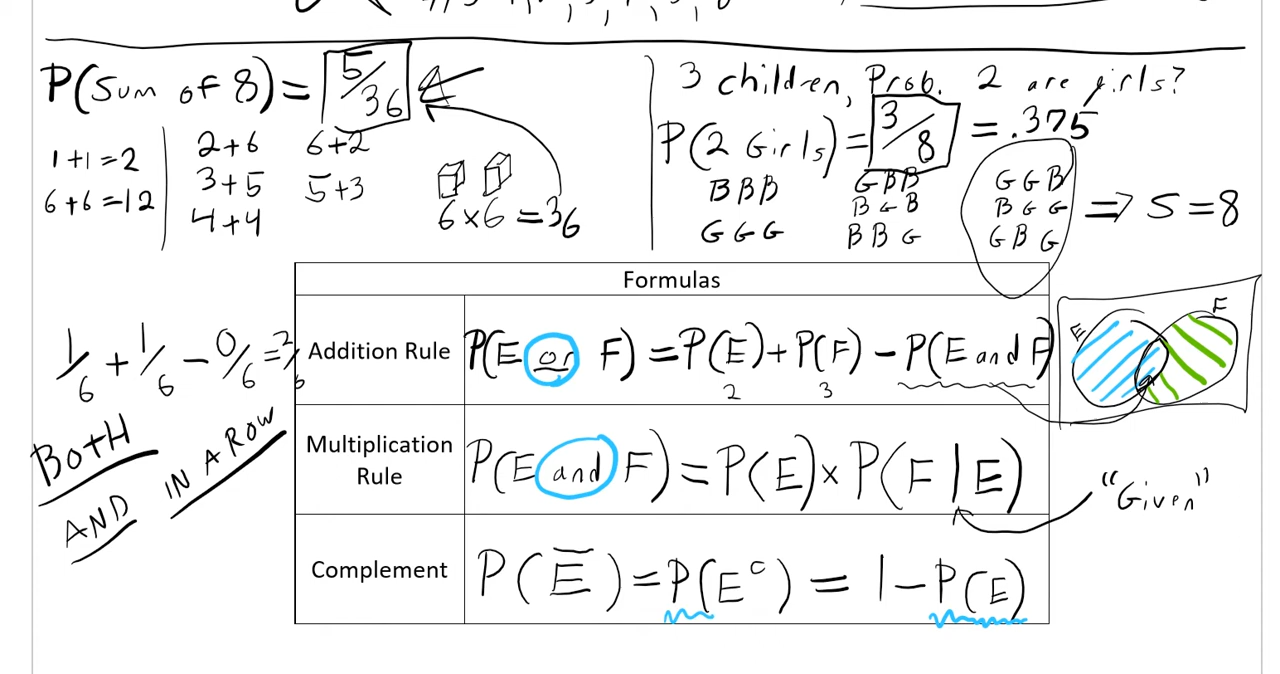 P(Sum of 8) = 5/36
1+1=2
6+6=12
2+6 6+2
3+5 5+3
4+4
6×6=36
3 children, Prob. 2 are girls?
P(2 Girls) = 3/8 = .375
BBB GBB GGB
BGB BGG ⇒ S=8
GGG BBG GBG
Formulas
1/6 + 1/6 − 0/6 = 2/6
Addition Rule P(E or F) = P(E) + P(F) − P(E and F)
2 3
E F
BOTH
AND IN A ROW
Multiplication
Rule
P(E and F) = P(E) × P(F | E)
"Given"
Complement P(E̅) = P(Eᶜ) = 1 − P(E)